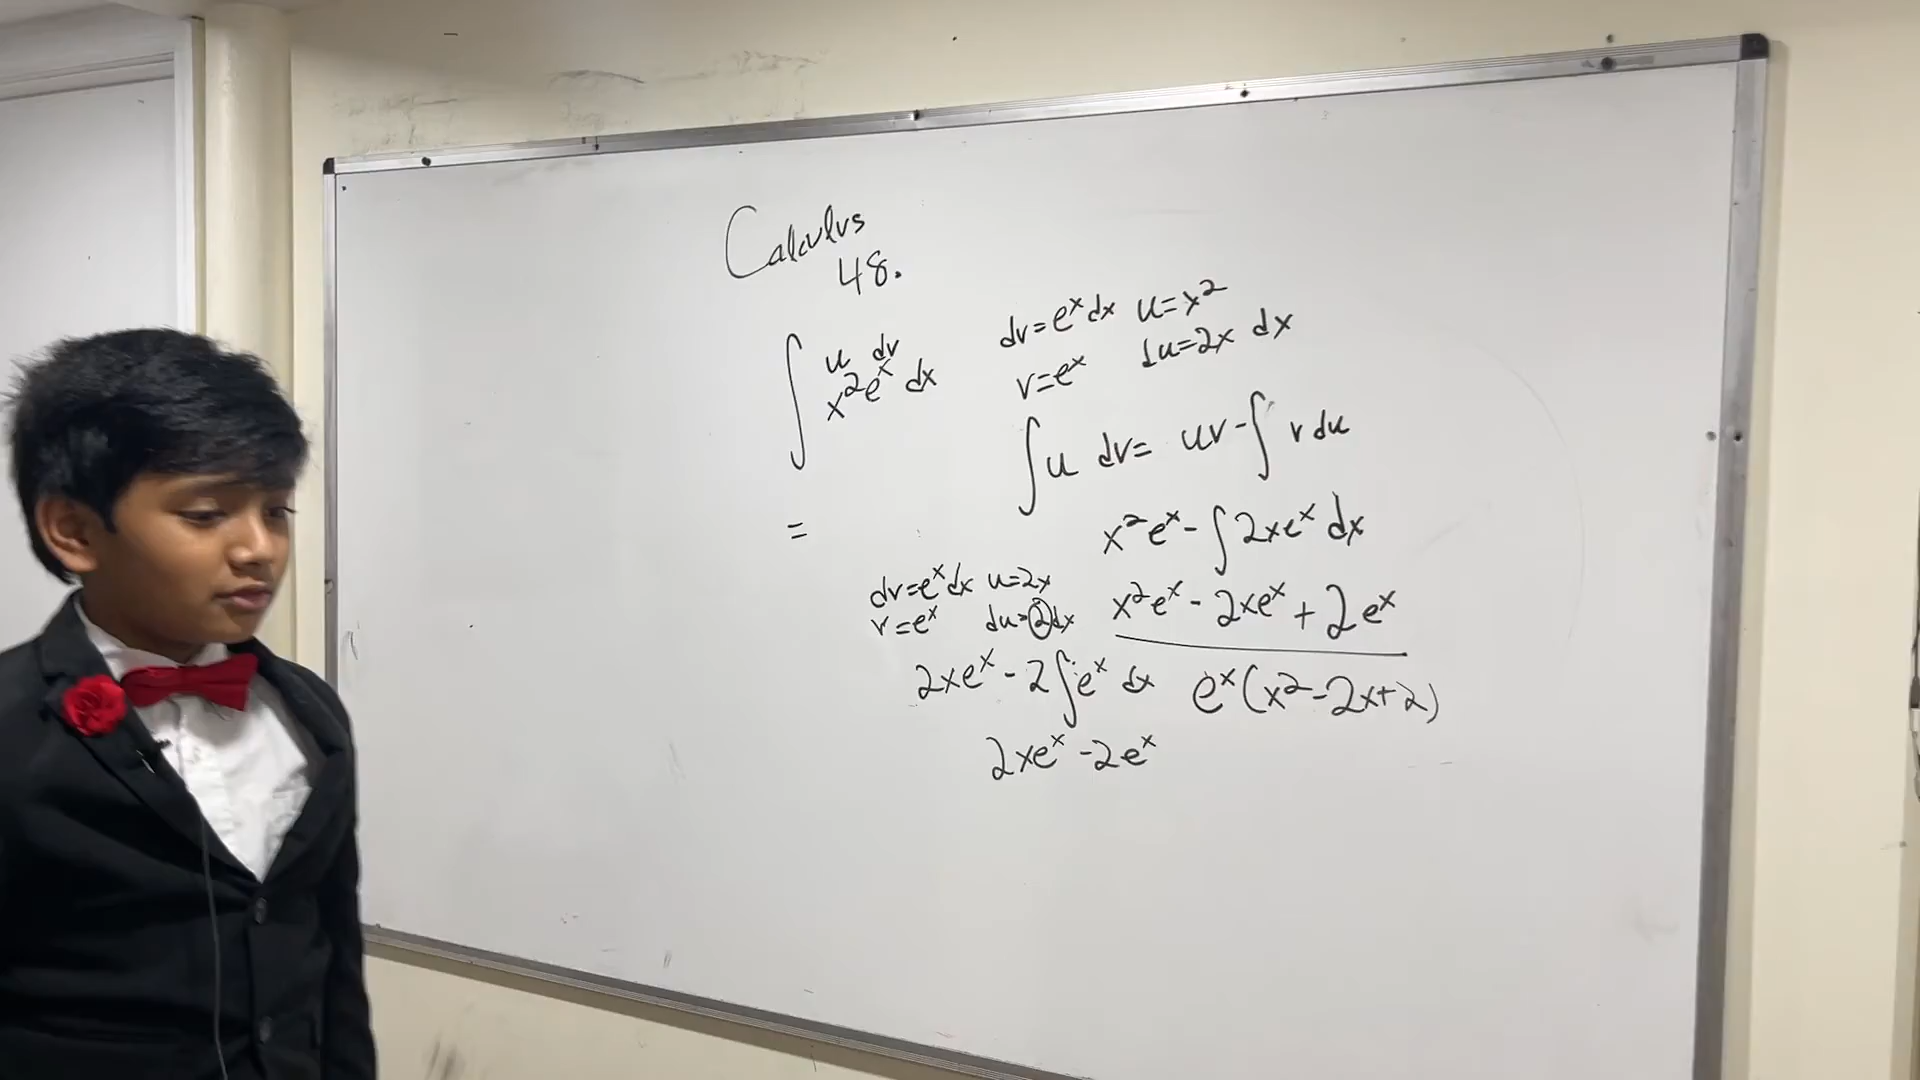 Calculus
48.
∫ x²eˣ dx
u dv
dv=eˣdx u=x²
v=eˣ du=2x dx
∫u dv= uv-∫ v du
=
x²eˣ-∫2xeˣ dx
dv=eˣdx u=2x
v=eˣ du=2dx
x²eˣ- 2xeˣ + 2eˣ
2xeˣ - 2∫eˣ dx
eˣ(x²-2x+2)
2xeˣ -2eˣ